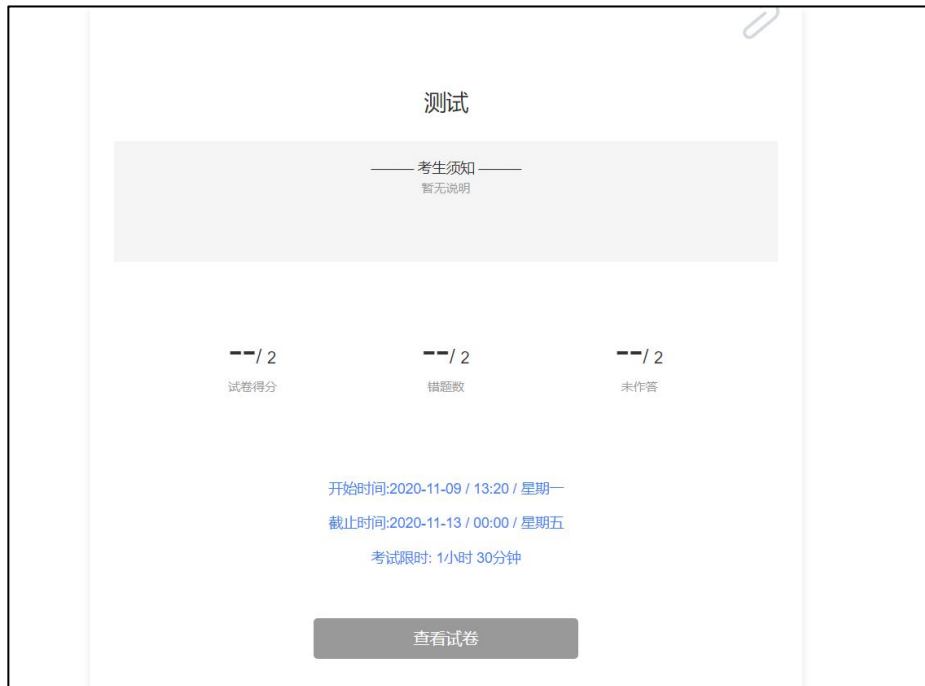 测试
——— 考生须知 ———
暂无说明
--/ 2 --/ 2 --/ 2
试卷得分 错题数 未作答
开始时间:2020-11-09 / 13:20 / 星期一
截止时间:2020-11-13 / 00:00 / 星期五
考试限时: 1小时 30分钟
查看试卷